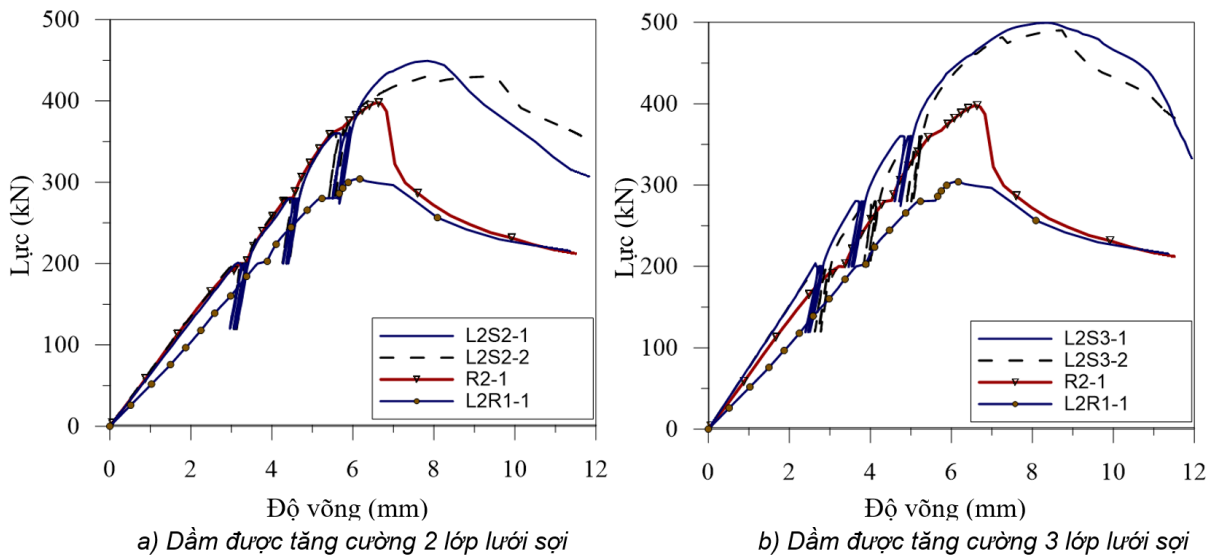 500
400
300
200
100
0
Lực (kN)
0
2
4
6
8
10
12
Độ võng (mm)
L2S2-1
L2S2-2
R2-1
L2R1-1
a) Dầm được tăng cường 2 lớp lưới sợi
500
400
300
200
100
0
Lực (kN)
0
2
4
6
8
10
12
Độ võng (mm)
L2S3-1
L2S3-2
R2-1
L2R1-1
b) Dầm được tăng cường 3 lớp lưới sợi